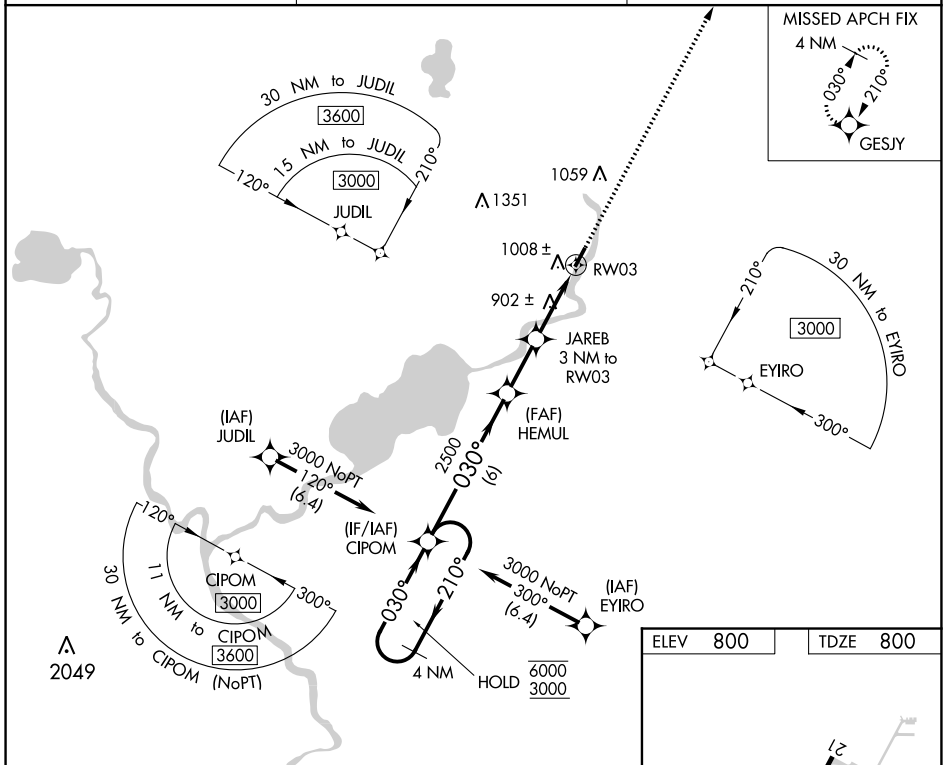 MISSED APCH FIX
4 NM
030°
210°
GESJY
30 NM to JUDIL
3600
15 NM to JUDIL
3000
120°
210°
JUDIL
1059
1351
1008 ±
RW03
902 ±
JAREB
3 NM to
RW03
(FAF)
HEMUL
210°
30 NM to EYIRO
3000
EYIRO
300°
(IAF)
JUDIL
3000 NoPT
120°
(6.4)
2500
030°
(6)
(IF/IAF)
CIPOM
120°
CIPOM
3000
300°
11 NM to CIPOM
3600
30 NM to CIPOM (NoPT)
2049
030°
210°
3000 NoPT
300°
(6.4)
(IAF)
EYIRO
4 NM
HOLD
6000
3000
ELEV 800
TDZE 800
21